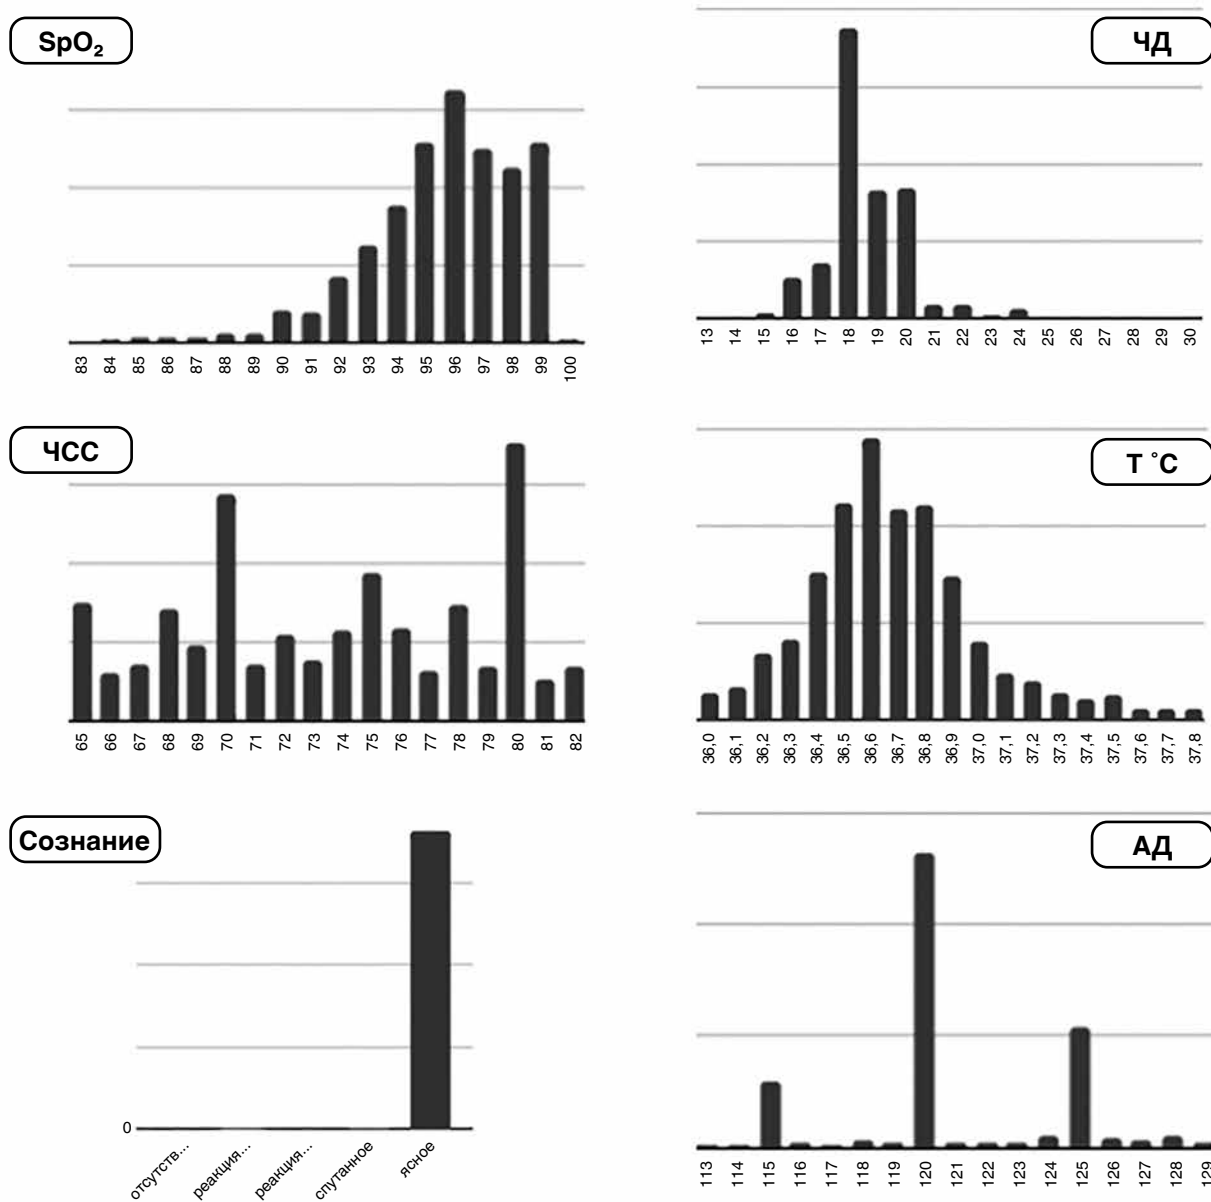 SpO₂
83 84 85 86 87 88 89 90 91 92 93 94 95 96 97 98 99 100
ЧД
13 14 15 16 17 18 19 20 21 22 23 24 25 26 27 28 29 30
ЧСС
65 66 67 68 69 70 71 72 73 74 75 76 77 78 79 80 81 82
T ˚C
36,0 36,1 36,2 36,3 36,4 36,5 36,6 36,7 36,8 36,9 37,0 37,1 37,2 37,3 37,4 37,5 37,6 37,7 37,8
Сознание
0
отсутств... реакция... реакция... спутанное ясное
АД
113 114 115 116 117 118 119 120 121 122 123 124 125 126 127 128 129